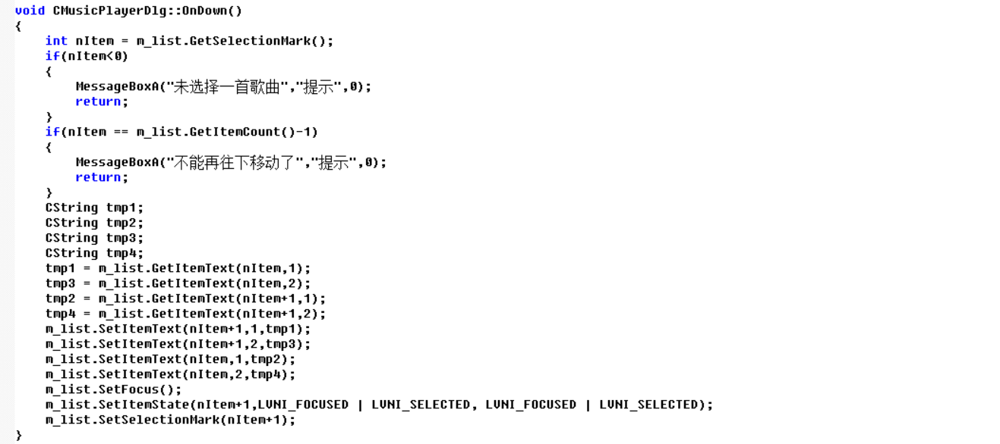 void CMusicPlayerDlg::OnDown()
{
    int nItem = m_list.GetSelectionMark();
    if(nItem<0)
    {
        MessageBoxA("未选择一首歌曲","提示",0);
        return;
    }
    if(nItem == m_list.GetItemCount()-1)
    {
        MessageBoxA("不能再往下移动了","提示",0);
        return;
    }
    CString tmp1;
    CString tmp2;
    CString tmp3;
    CString tmp4;
    tmp1 = m_list.GetItemText(nItem,1);
    tmp3 = m_list.GetItemText(nItem,2);
    tmp2 = m_list.GetItemText(nItem+1,1);
    tmp4 = m_list.GetItemText(nItem+1,2);
    m_list.SetItemText(nItem+1,1,tmp1);
    m_list.SetItemText(nItem+1,2,tmp3);
    m_list.SetItemText(nItem,1,tmp2);
    m_list.SetItemText(nItem,2,tmp4);
    m_list.SetFocus();
    m_list.SetItemState(nItem+1,LVNI_FOCUSED | LVNI_SELECTED, LVNI_FOCUSED | LVNI_SELECTED);
    m_list.SetSelectionMark(nItem+1);
}